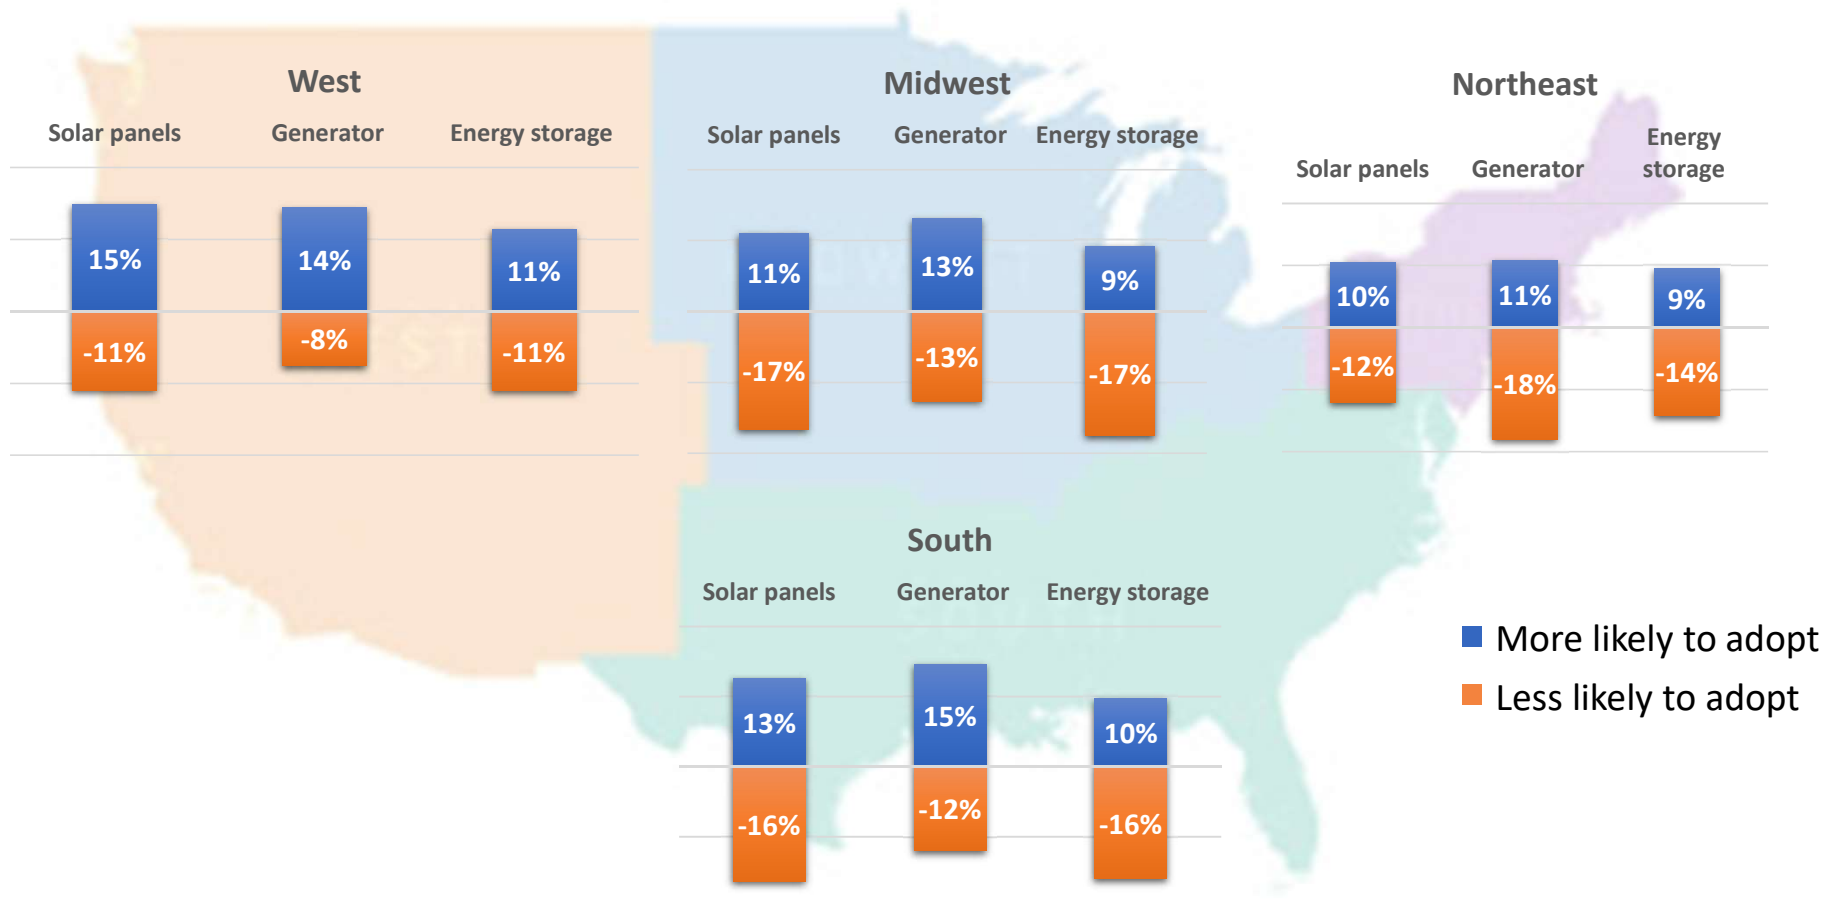 West
Solar panels Generator Energy storage
15% 14% 11%
-11% -8% -11%
Midwest
Solar panels Generator Energy storage
11% 13% 9%
-17% -13% -17%
Northeast
Solar panels Generator Energy
storage
10% 11% 9%
-12% -18% -14%
South
Solar panels Generator Energy storage
13% 15% 10%
-16% -12% -16%
More likely to adopt
Less likely to adopt